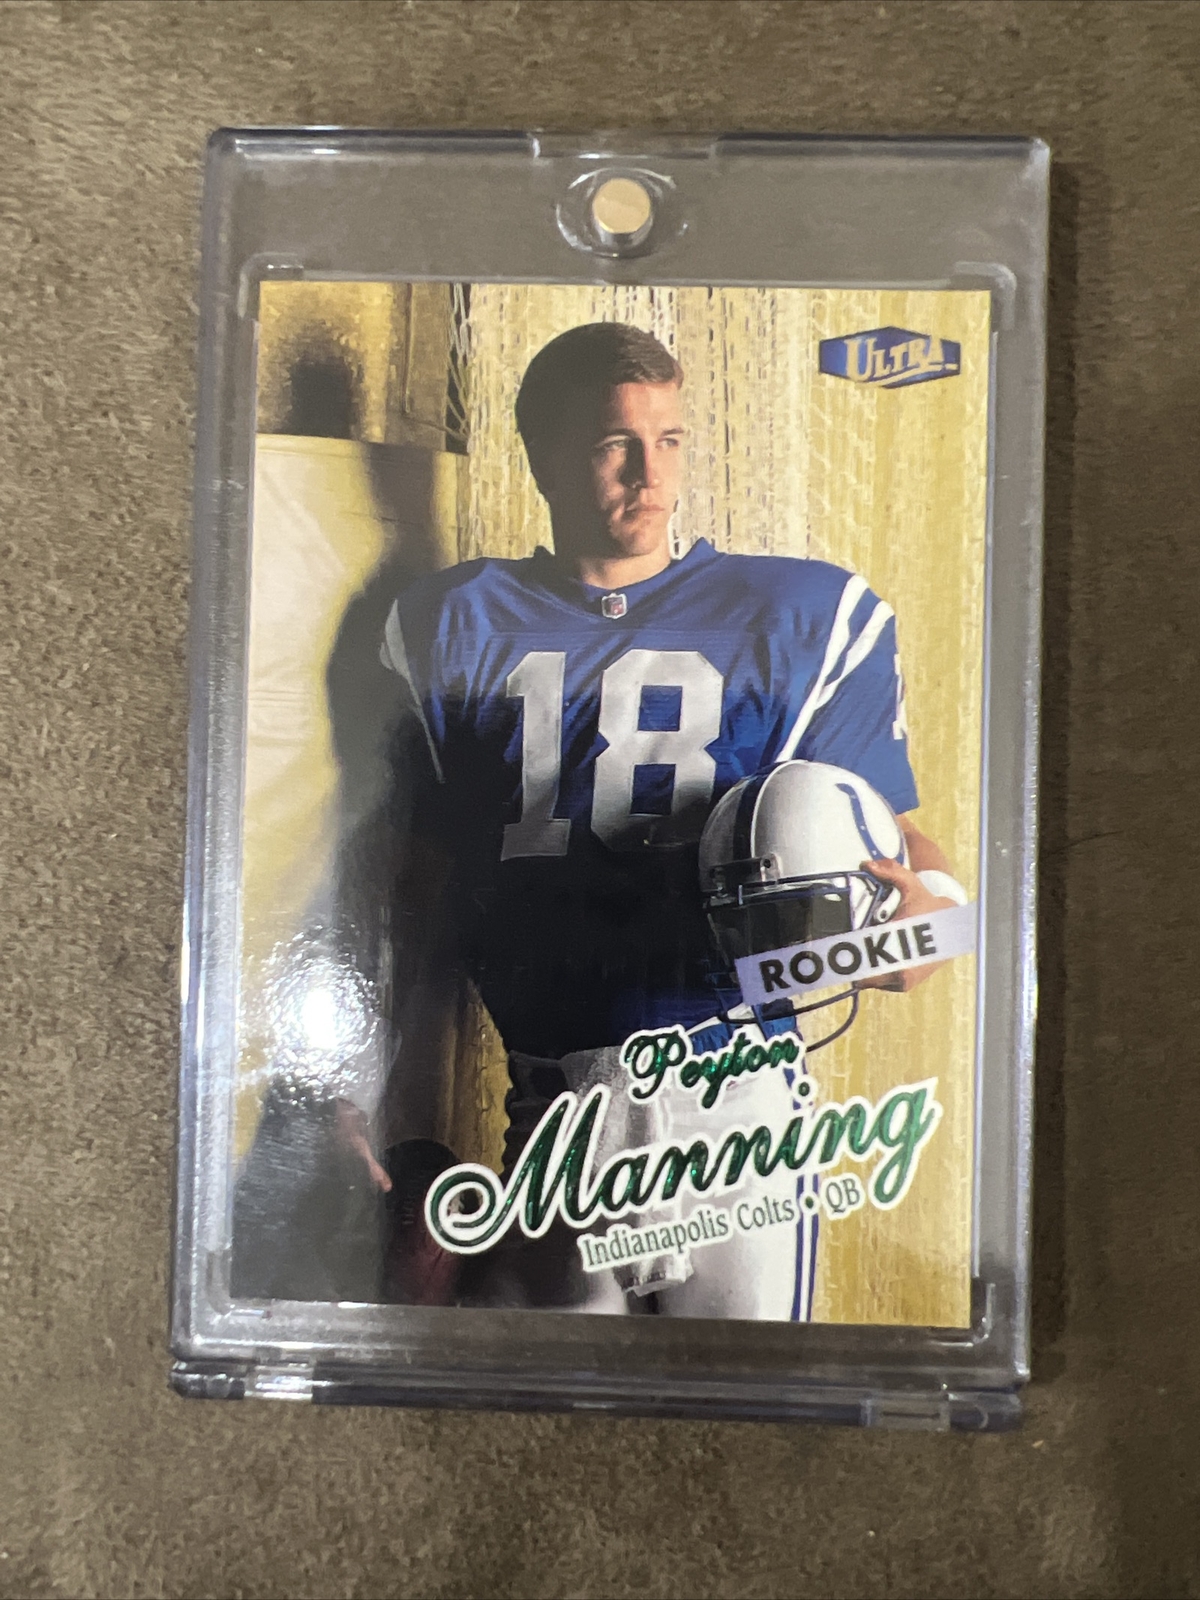 ULTRA
18
ROOKIE
Peyton
Manning
Indianapolis Colts • QB